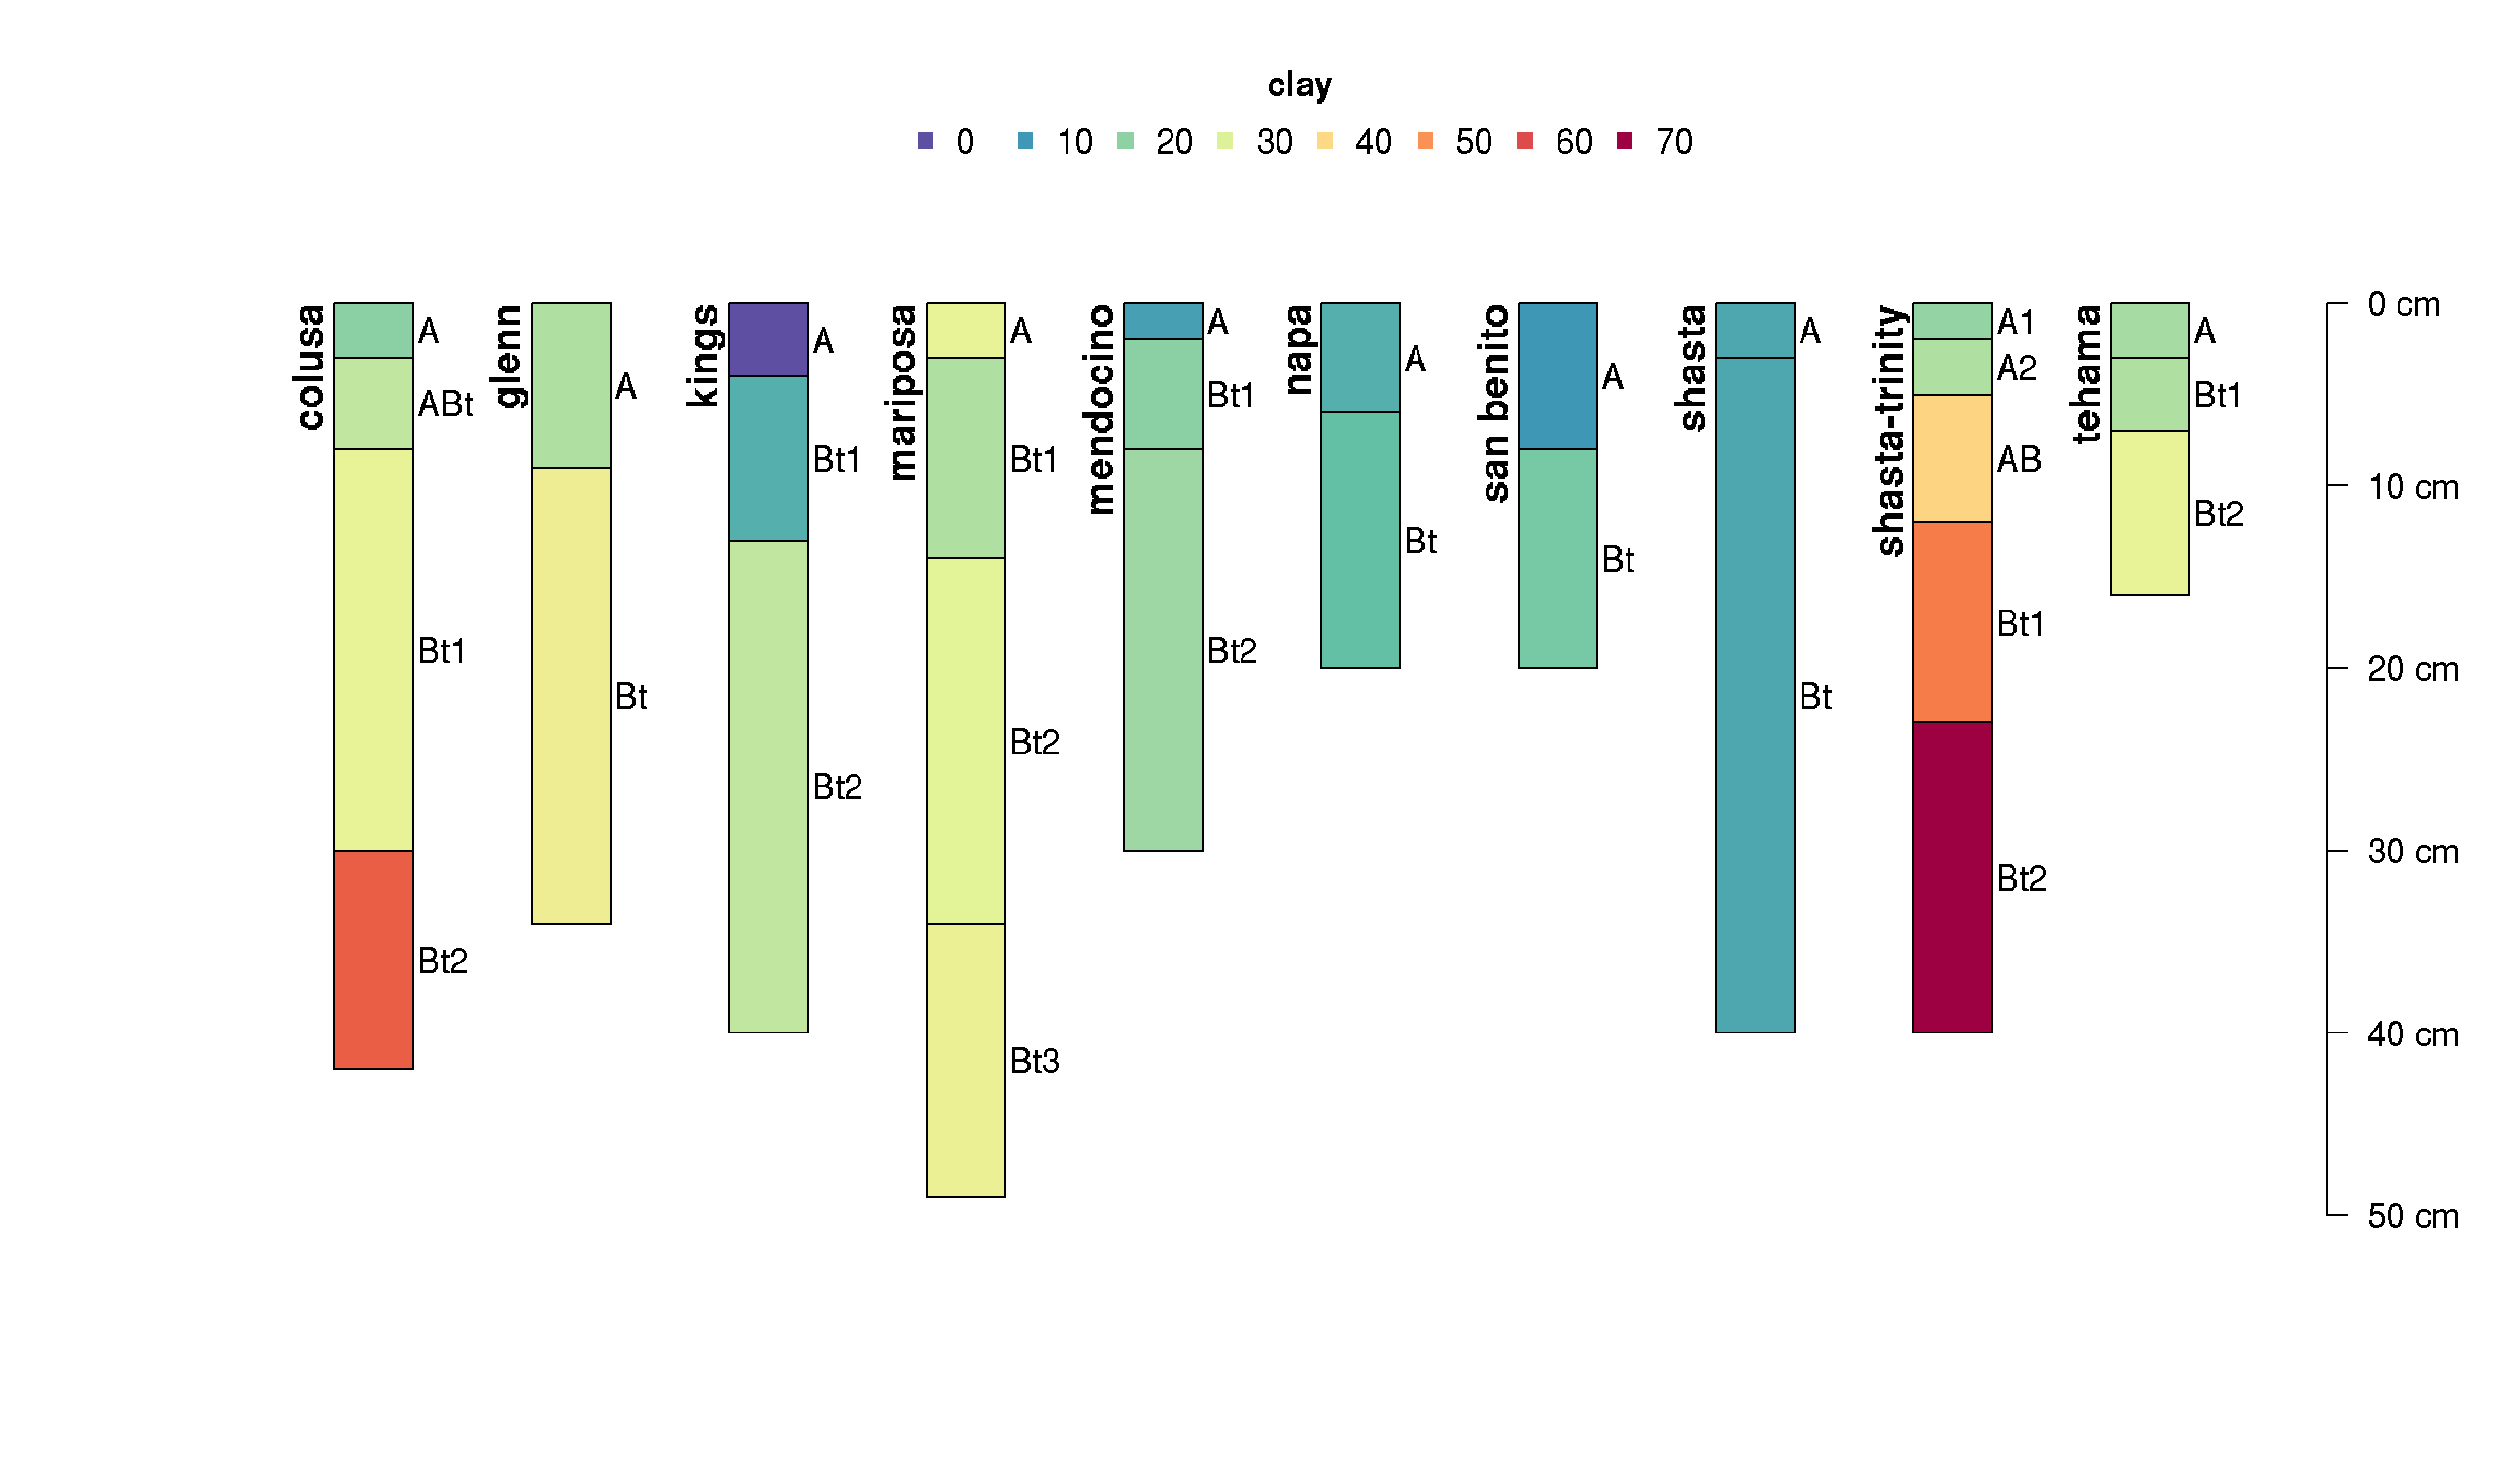 clay
0 10 20 30 40 50 60 70
colusa
A
ABt
Bt1
Bt2
glenn
A
Bt
kings
A
Bt1
Bt2
mariposa
A
Bt1
Bt2
Bt3
mendocino
A
Bt1
Bt2
napa
A
Bt
san benito
A
Bt
shasta
A
Bt
shasta-trinity
A1
A2
AB
Bt1
Bt2
tehama
A
Bt1
Bt2
0 cm
10 cm
20 cm
30 cm
40 cm
50 cm